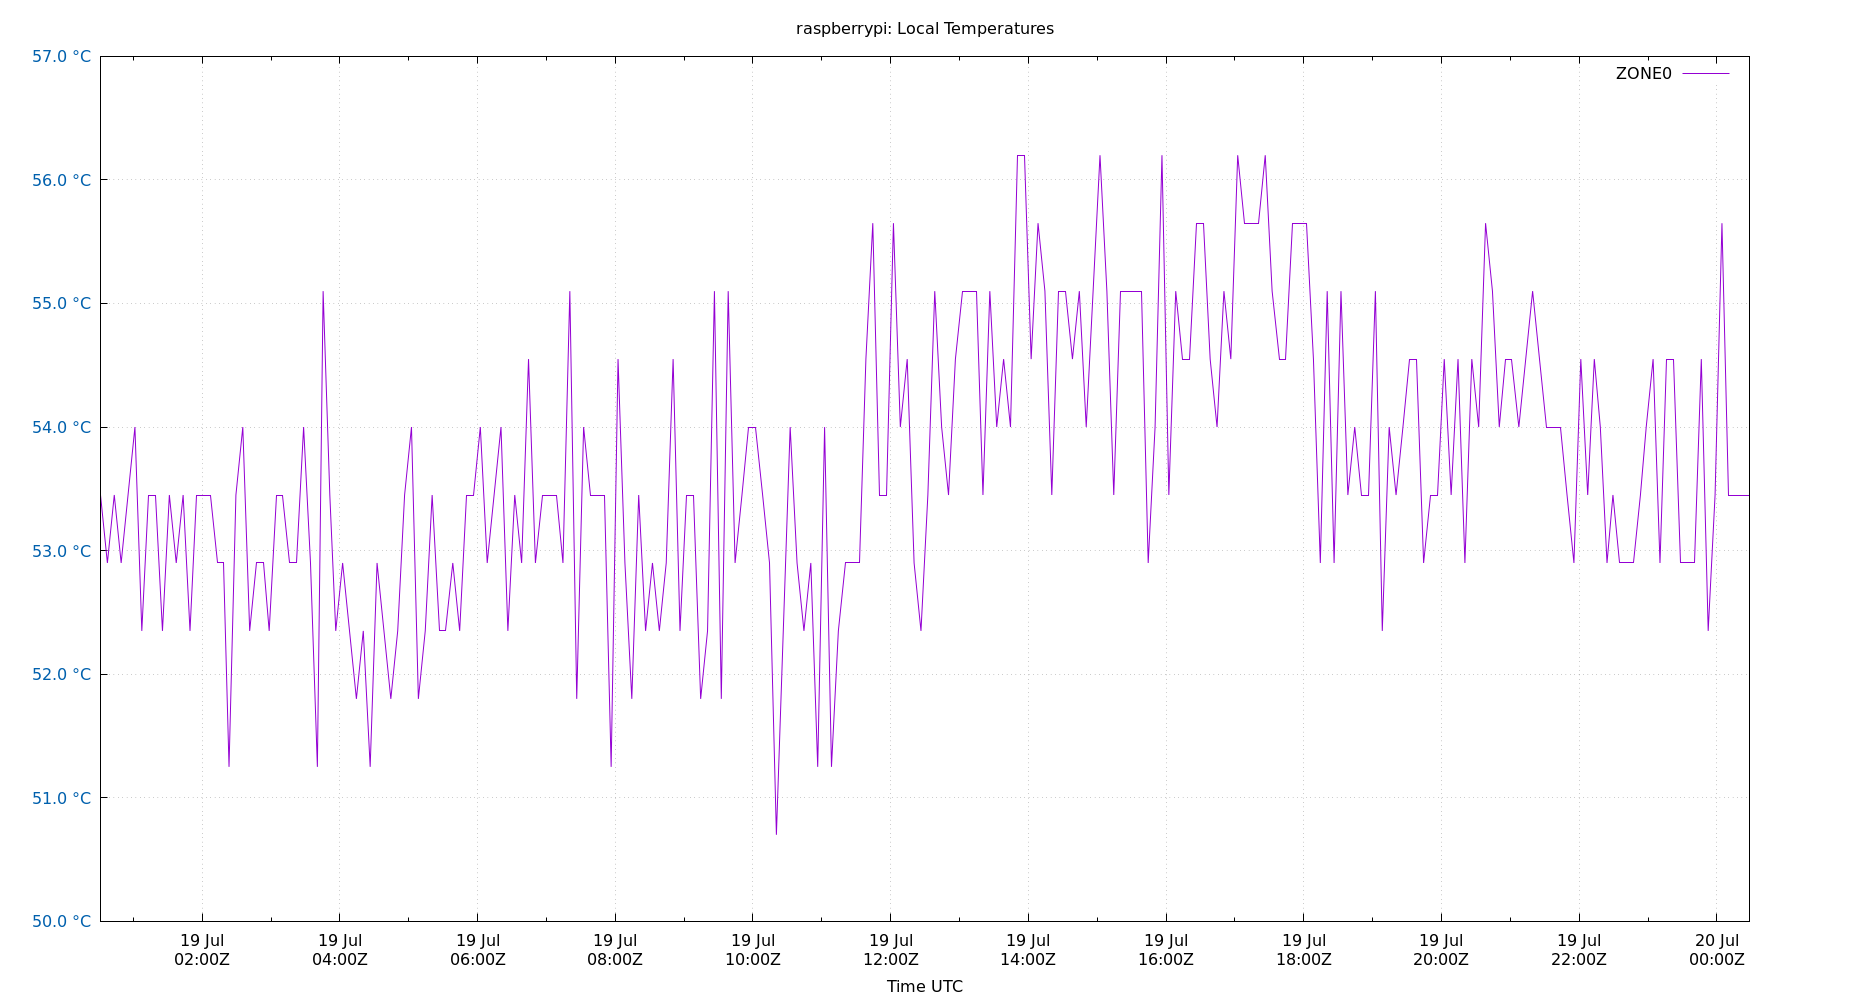 raspberrypi: Local Temperatures
57.0 °C
ZONE0
56.0 °C
55.0 °C
54.0 °C
53.0 °C
52.0 °C
51.0 °C
50.0 °C
19 Jul 19 Jul 19 Jul 19 Jul 19 Jul 19 Jul 19 Jul 19 Jul 19 Jul 19 Jul 19 Jul 20 Jul
02:00Z 04:00Z 06:00Z 08:00Z 10:00Z 12:00Z 14:00Z 16:00Z 18:00Z 20:00Z 22:00Z 00:00Z
Time UTC